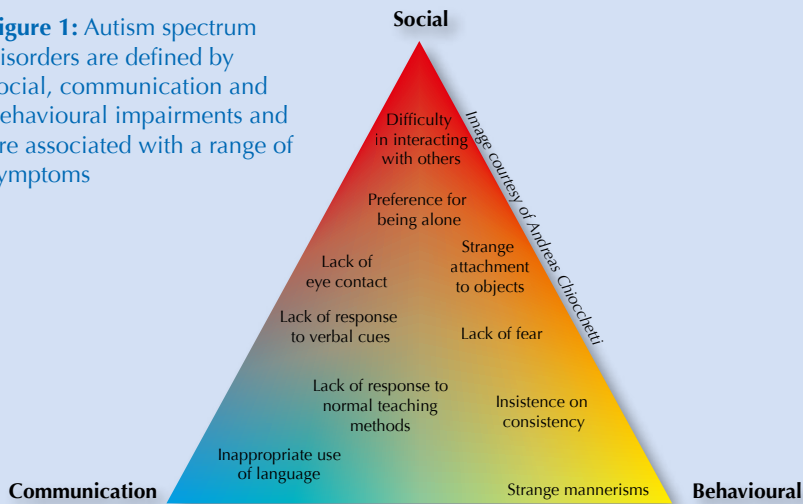 igure 1: Autism spectrum
isorders are defined by
ocial, communication and
ehavioural impairments and
re associated with a range of
ymptoms
Social
Difficulty
in interacting
with others
Image courtesy of Andreas Chiocchetti
Preference for
being alone
Strange
attachment
to objects
Lack of
eye contact
Lack of response
to verbal cues
Lack of fear
Lack of response to
normal teaching
methods
Insistence on
consistency
Inappropriate use
of language
Strange mannerisms
Communication
Behavioural